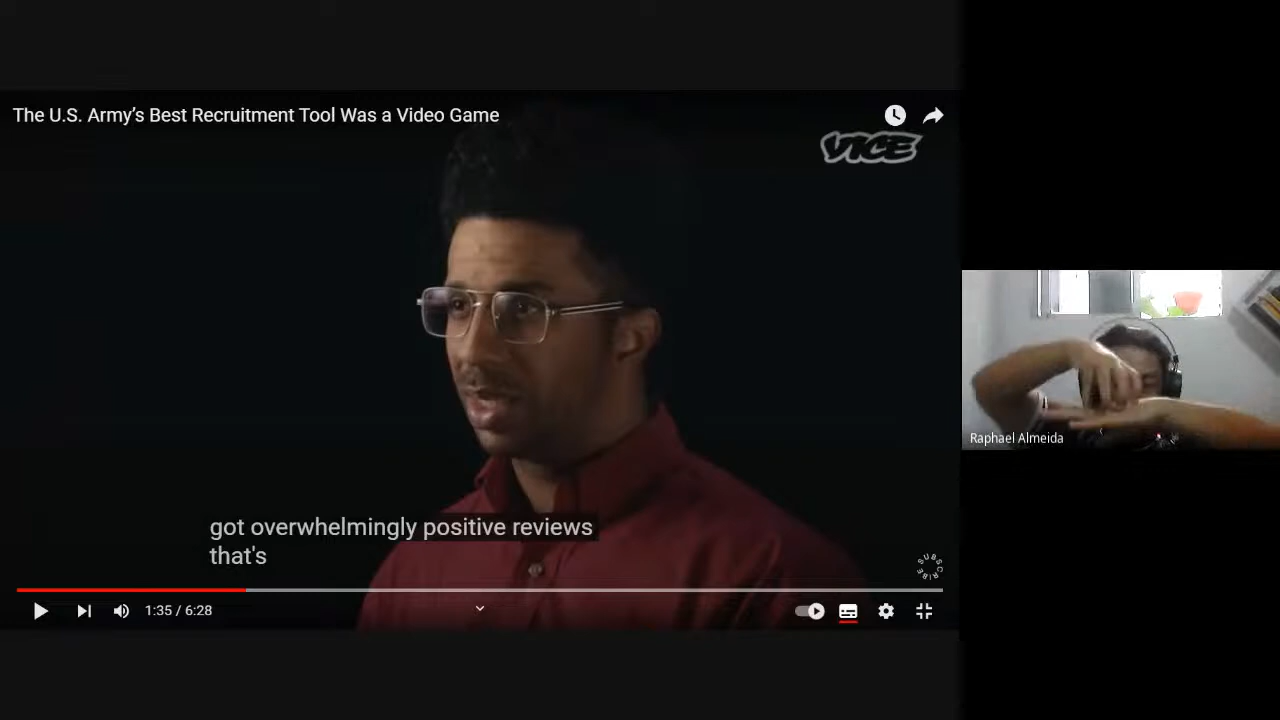 The U.S. Army’s Best Recruitment Tool Was a Video Game
VICE
got overwhelmingly positive reviews
that's
SUBSCRIBE
1:35 / 6:28
Raphael Almeida